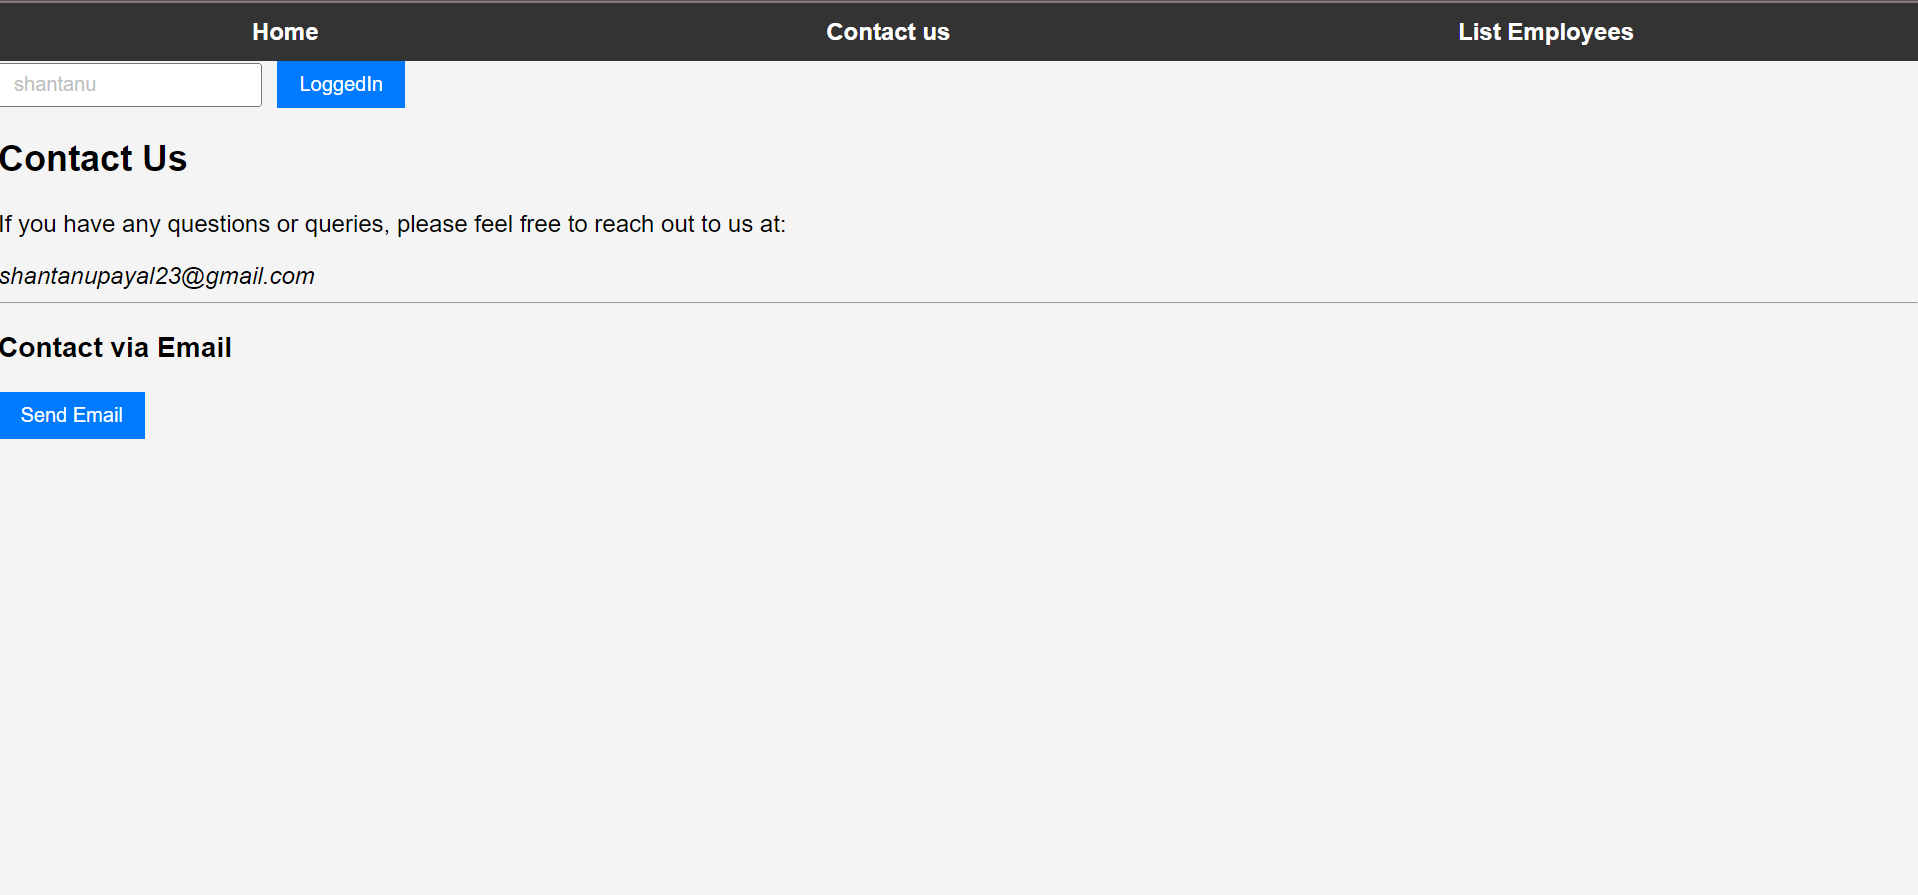 Home Contact us List Employees
shantanu LoggedIn
Contact Us
If you have any questions or queries, please feel free to reach out to us at:
shantanupayal23@gmail.com
Contact via Email
Send Email